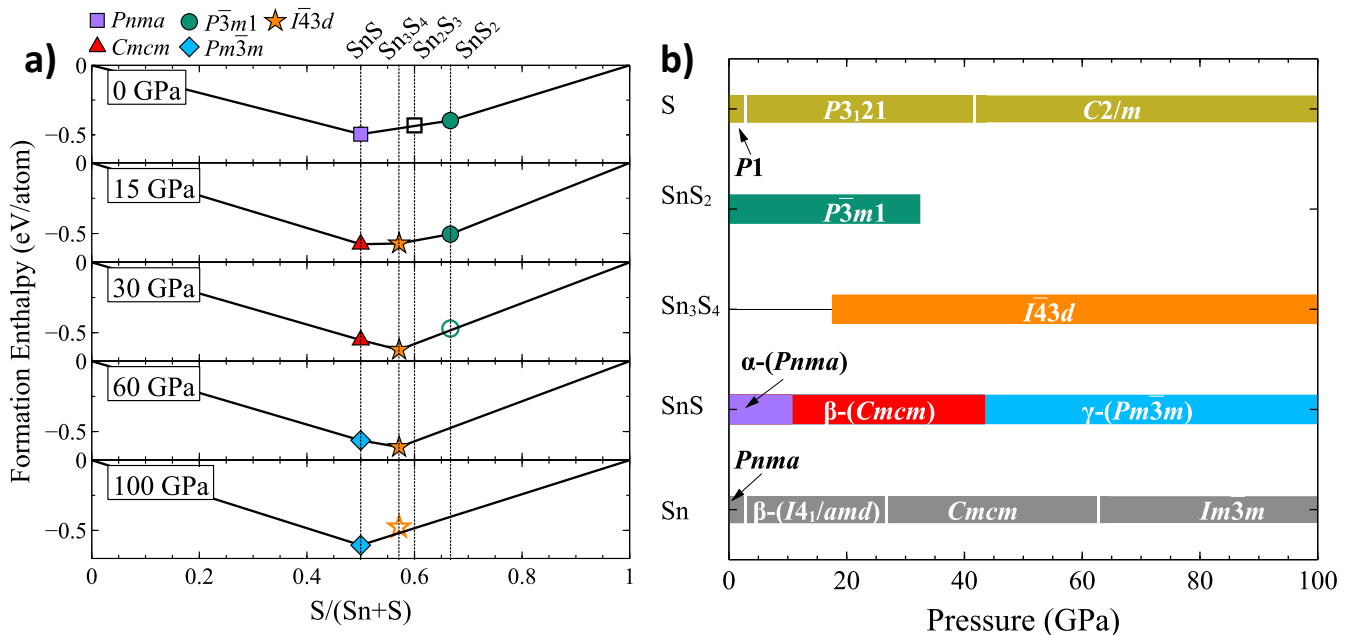 a)
Pnma P3̅m1 I4̅3d
Cmcm Pm3̅m
SnS Sn₃S₄ Sn₂S₃ SnS₂
0 GPa
15 GPa
30 GPa
60 GPa
100 GPa
0
−0.5
0
−0.5
0
−0.5
0
−0.5
0
−0.5
Formation Enthalpy (eV/atom)
0 0.2 0.4 0.6 0.8 1
S/(Sn+S)
b)
S
P3₁21 C2/m
P1
SnS₂
P3̅m1
Sn₃S₄
I4̅3d
α-(Pnma)
SnS
β-(Cmcm) γ-(Pm3̅m)
Pnma
Sn
β-(I4₁/amd) Cmcm Im3̅m
0 20 40 60 80 100
Pressure (GPa)